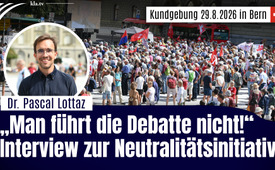 kla.tv
Kundgebung 29.8.2026 in Bern
Dr. Pascal Lottaz
„Man führt die Debatte nicht!“
Interview zur Neutralitätsinitiativ